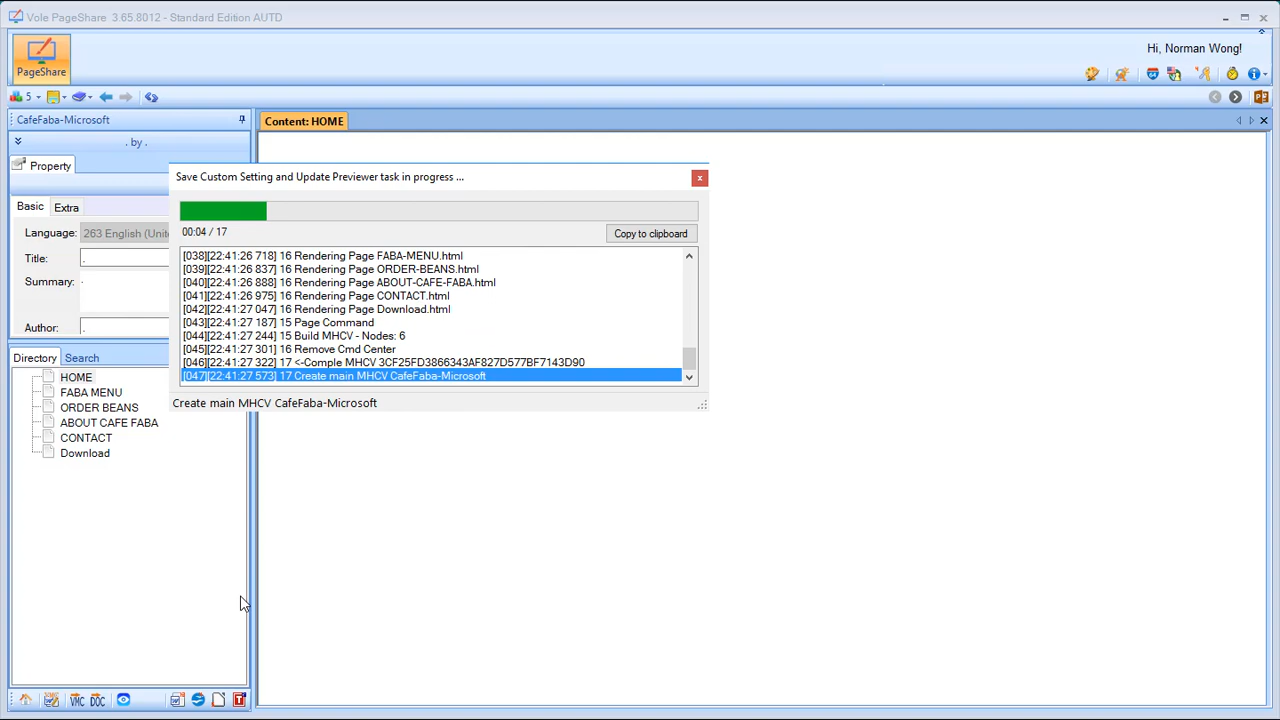 Vole PageShare 3.65.8012 - Standard Edition AUTD
Hi, Norman Wong!
PageShare
5
CafeFaba-Microsoft
. by .
Property
Basic
Extra
Language:
263 English (Unit
Title:
.
Summary:
.
Author:
.
Directory
Search
HOME
FABA MENU
ORDER BEANS
ABOUT CAFE FABA
CONTACT
Download
VMC
DOC
Content: HOME
Save Custom Setting and Update Previewer task in progress ...
00:04 / 17
Copy to clipboard
[038][22:41:26 718] 16 Rendering Page FABA-MENU.html
[039][22:41:26 837] 16 Rendering Page ORDER-BEANS.html
[040][22:41:26 888] 16 Rendering Page ABOUT-CAFE-FABA.html
[041][22:41:26 975] 16 Rendering Page CONTACT.html
[042][22:41:27 047] 16 Rendering Page Download.html
[043][22:41:27 187] 15 Page Command
[044][22:41:27 244] 15 Build MHCV - Nodes: 6
[045][22:41:27 301] 16 Remove Cmd Center
[046][22:41:27 322] 17 <-Comple MHCV 3CF25FD3866343AF827D577BF7143D90
[047][22:41:27 573] 17 Create main MHCV CafeFaba-Microsoft
Create main MHCV CafeFaba-Microsoft